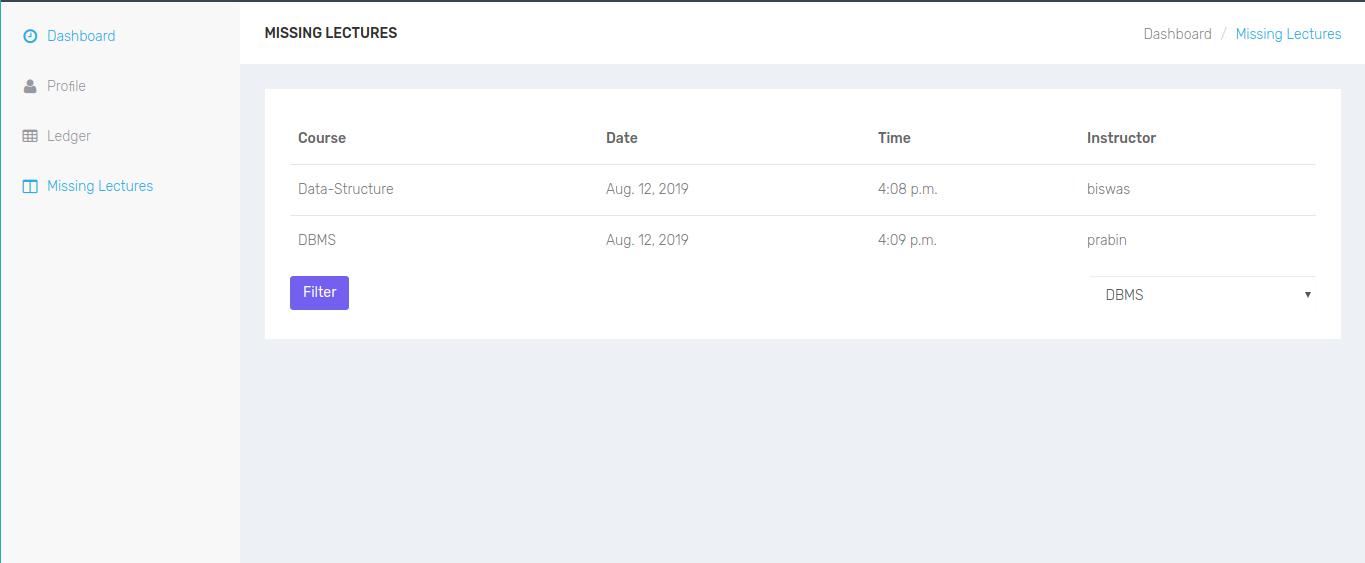 Dashboard
Profile
Ledger
Missing Lectures
MISSING LECTURES
Dashboard / Missing Lectures
Course Date Time Instructor
Data-Structure Aug. 12, 2019 4:08 p.m. biswas
DBMS Aug. 12, 2019 4:09 p.m. prabin
Filter DBMS